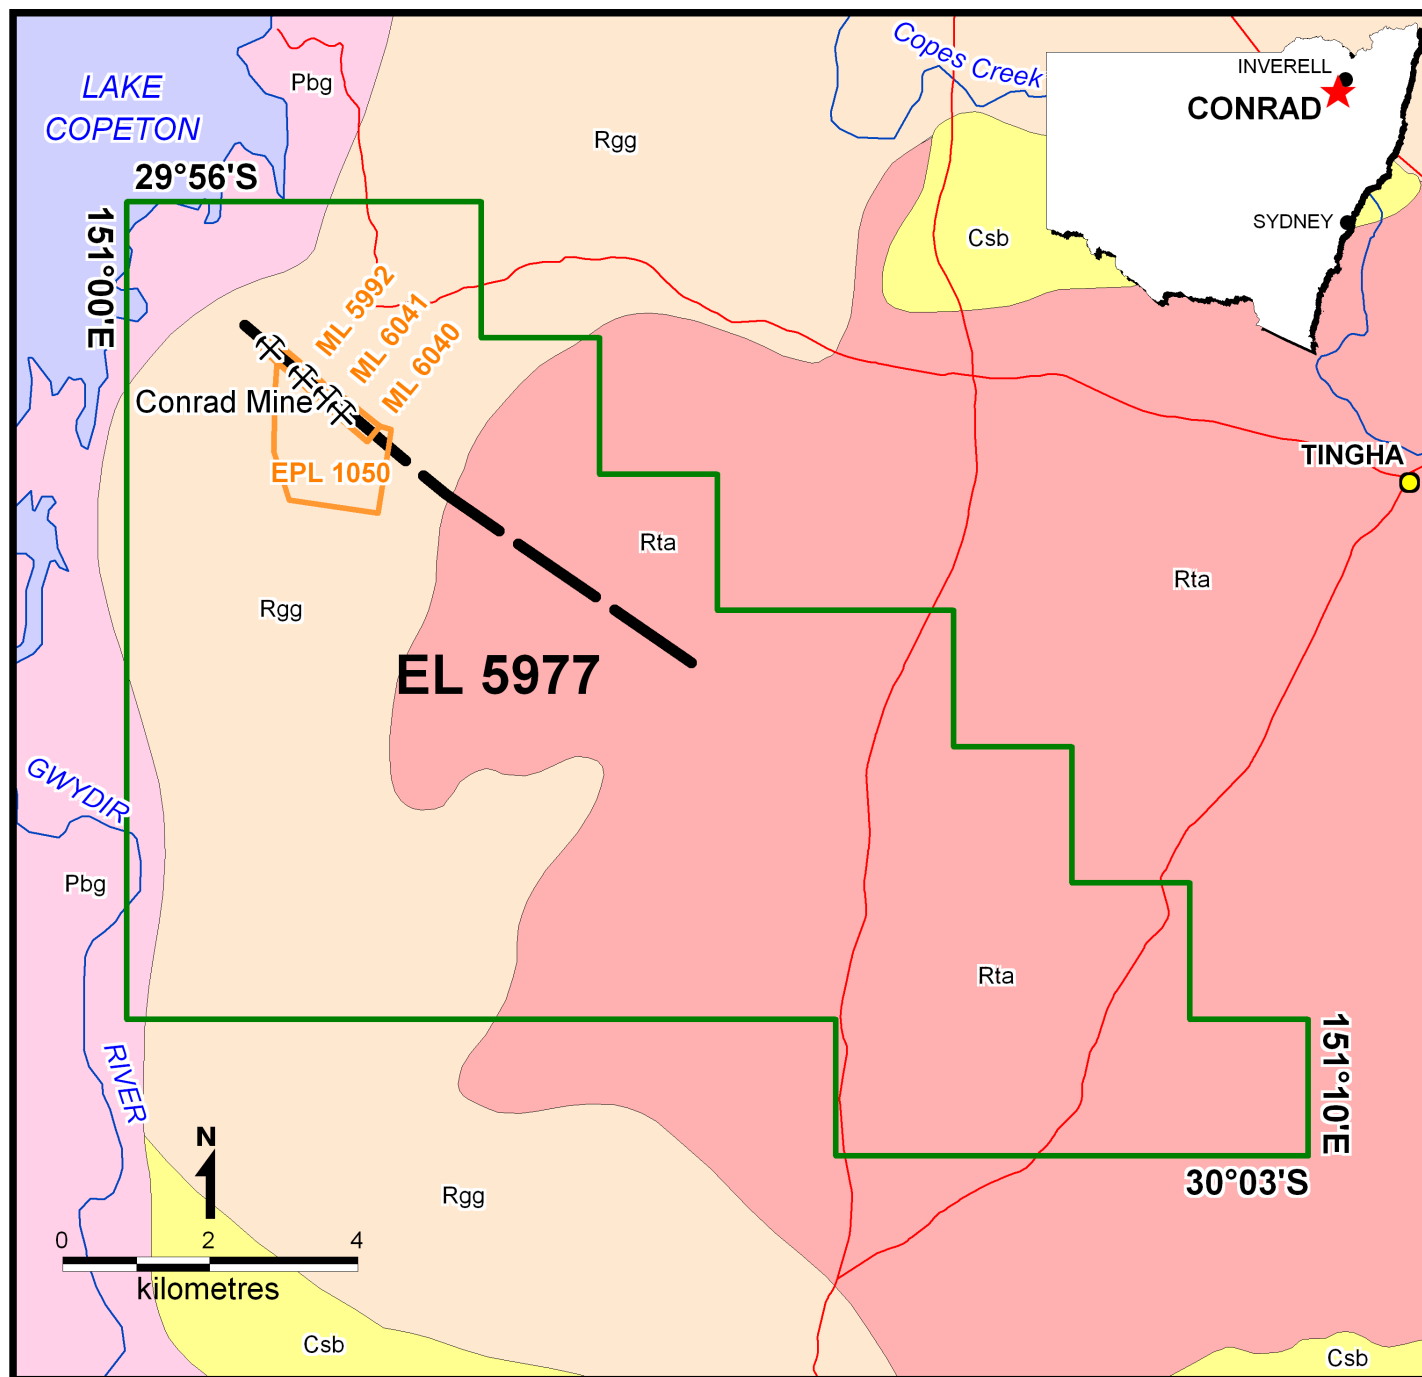 LAKE
COPETON
Pbg
Copes Creek
INVERELL
CONRAD
SYDNEY
Rgg
29°56'S
151°00'E
Csb
ML 5992
ML 6041
ML 6040
Conrad Mine
EPL 1050
TINGHA
Rta
Rta
Rgg
EL 5977
GWYDIR
Pbg
Rta
RIVER
151°10'E
30°03'S
N
Rgg
0 2 4
kilometres
Csb
Csb